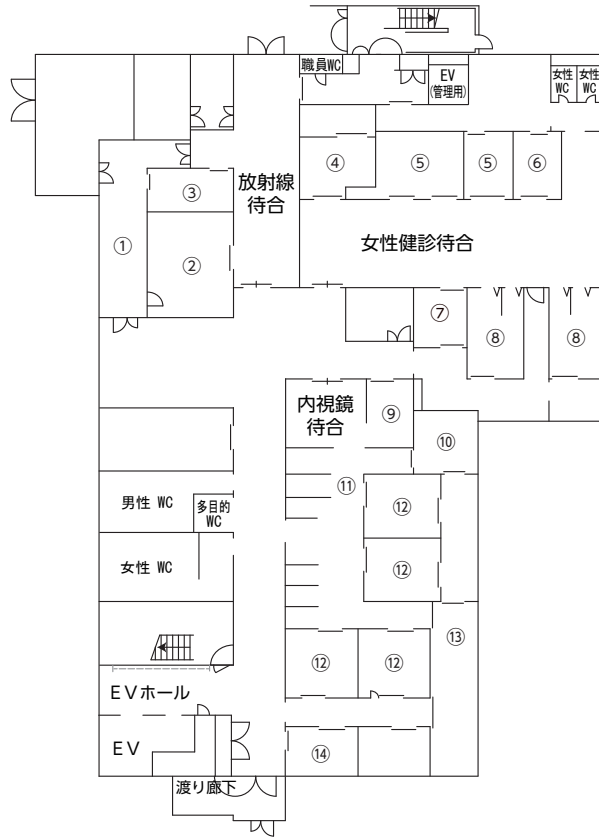 職員WC
EV
(管理用)
女性
WC
女性
WC
④
⑤
⑤
⑥
③
放射線
待合
①
②
女性健診待合
⑦
⑧
⑧
内視鏡
待合
⑨
⑩
⑪
男性 WC
多目的
WC
⑫
女性 WC
⑫
⑬
⑫
⑫
EVホール
EV
⑭
渡り廊下